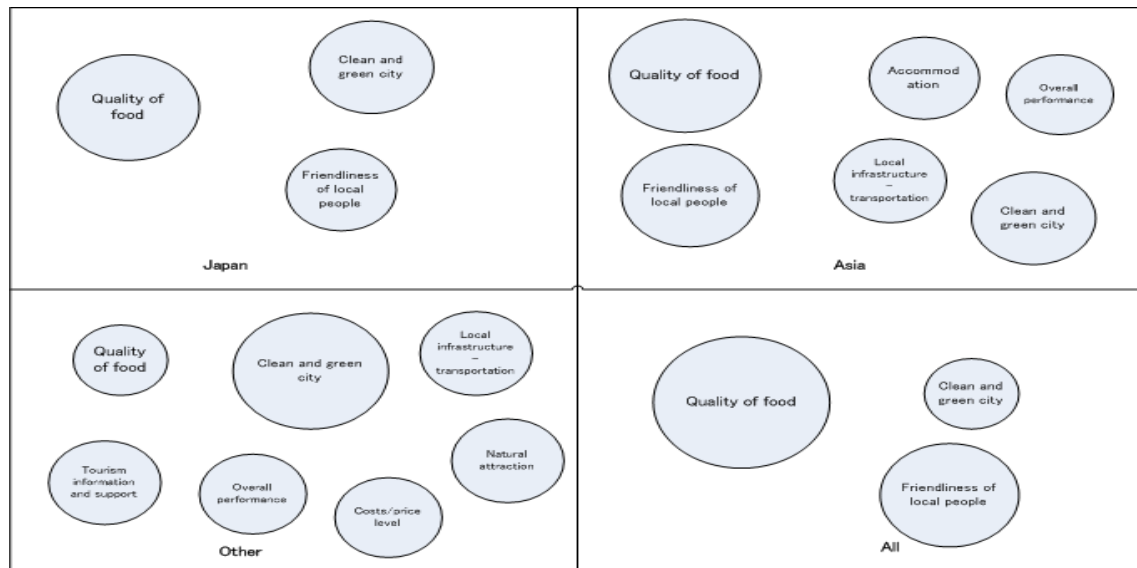 Quality of
food
Clean and
green city
Friendliness
of local
people
Japan
Quality of food
Accommod
ation
Overall
performance
Friendliness of
local people
Local
infrastructure
–
transportation
Clean and
green city
Asia
Quality
of food
Clean and green
city
Local
infrastructure
–
transportation
Tourism
information
and support
Overall
performance
Costs/price
level
Natural
attraction
Other
Quality of food
Clean and
green city
Friendliness of
local people
All